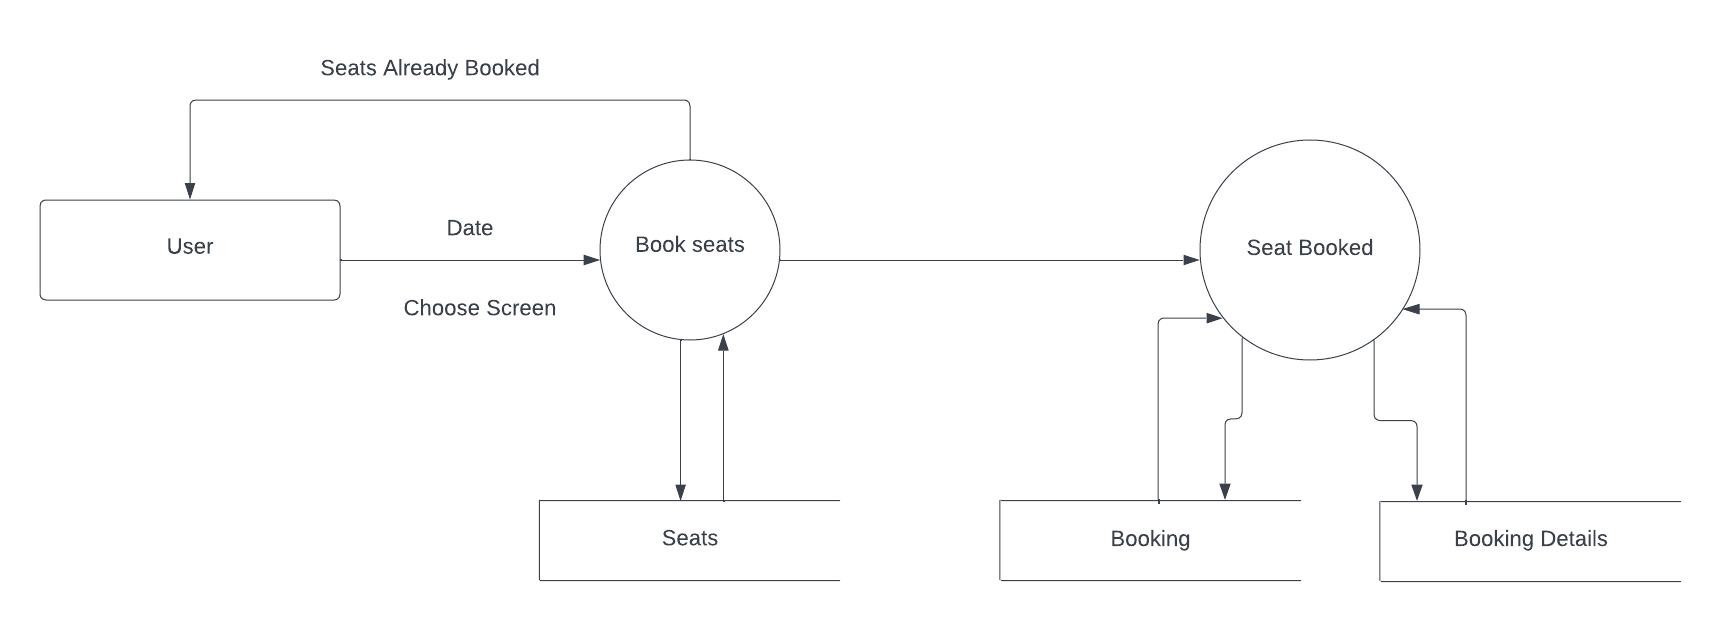 Seats Already Booked
User
Date
Choose Screen
Book seats
Seat Booked
Seats
Booking
Booking Details